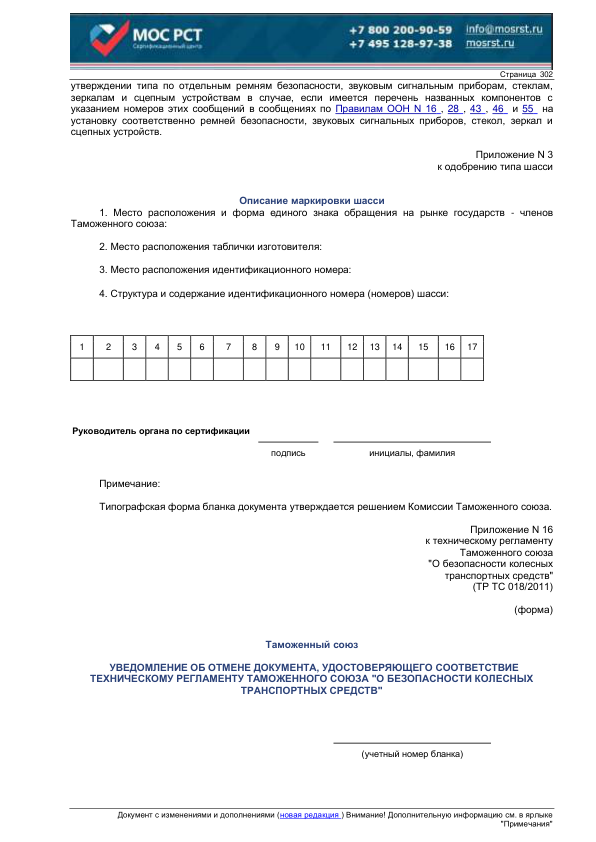 МОС РСТ
Сертификационный центр
+7 800 200-90-59
+7 495 128-97-38
info@mosrst.ru
mosrst.ru
Страница 302
утверждении типа по отдельным ремням безопасности, звуковым сигнальным приборам, стеклам,
зеркалам и сцепным устройствам в случае, если имеется перечень названных компонентов с
указанием номеров этих сообщений в сообщениях по Правилам ООН N 16 , 28 , 43 , 46 и 55 на
установку соответственно ремней безопасности, звуковых сигнальных приборов, стекол, зеркал и
сцепных устройств.
Приложение N 3
к одобрению типа шасси
Описание маркировки шасси
1. Место расположения и форма единого знака обращения на рынке государств - членов
Таможенного союза:
2. Место расположения таблички изготовителя:
3. Место расположения идентификационного номера:
4. Структура и содержание идентификационного номера (номеров) шасси:
1 2 3 4 5 6 7 8 9 10 11 12 13 14 15 16 17
Руководитель органа по сертификации
подпись инициалы, фамилия
Примечание:
Типографская форма бланка документа утверждается решением Комиссии Таможенного союза.
Приложение N 16
к техническому регламенту
Таможенного союза
"О безопасности колесных
транспортных средств"
(ТР ТС 018/2011)
(форма)
Таможенный союз
УВЕДОМЛЕНИЕ ОБ ОТМЕНЕ ДОКУМЕНТА, УДОСТОВЕРЯЮЩЕГО СООТВЕТСТВИЕ
ТЕХНИЧЕСКОМУ РЕГЛАМЕНТУ ТАМОЖЕННОГО СОЮЗА "О БЕЗОПАСНОСТИ КОЛЕСНЫХ
ТРАНСПОРТНЫХ СРЕДСТВ"
(учетный номер бланка)
Документ с изменениями и дополнениями (новая редакция ) Внимание! Дополнительную информацию см. в ярлыке
"Примечания"